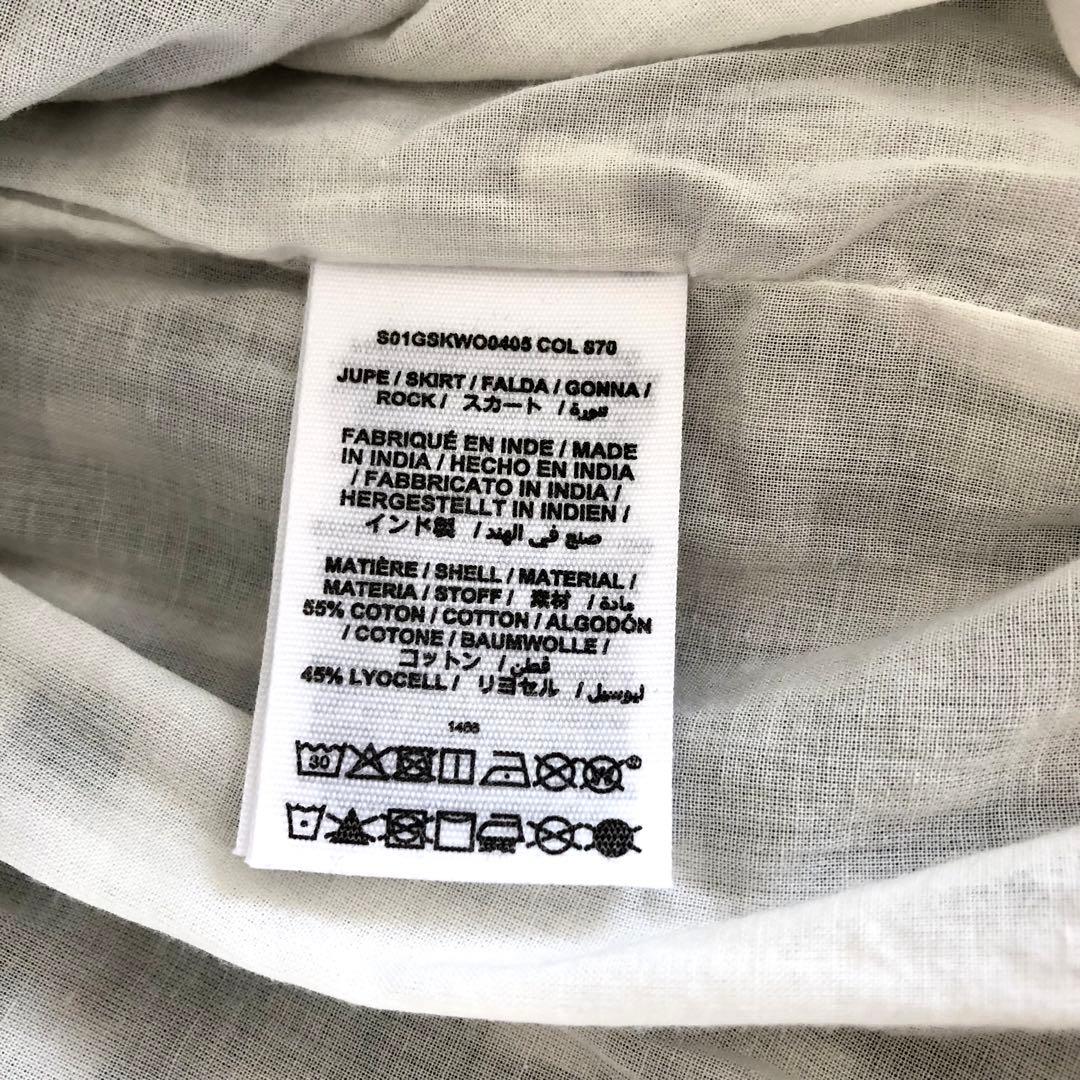 S01GSKWO0405 COL S70
JUPE / SKIRT / FALDA / GONNA /
ROCK / スカート / تنورة
FABRIQUÉ EN INDE / MADE
IN INDIA / HECHO EN INDIA
/ FABBRICATO IN INDIA /
HERGESTELLT IN INDIEN /
インド製 / صنع في الهند
MATIÈRE / SHELL / MATERIAL /
MATERIA / STOFF / 素材 / مادة
55% COTON / COTTON / ALGODÓN
/ COTONE / BAUMWOLLE /
コットン / قطن
45% LYOCELL / リヨセル / ليوسيل
30 W